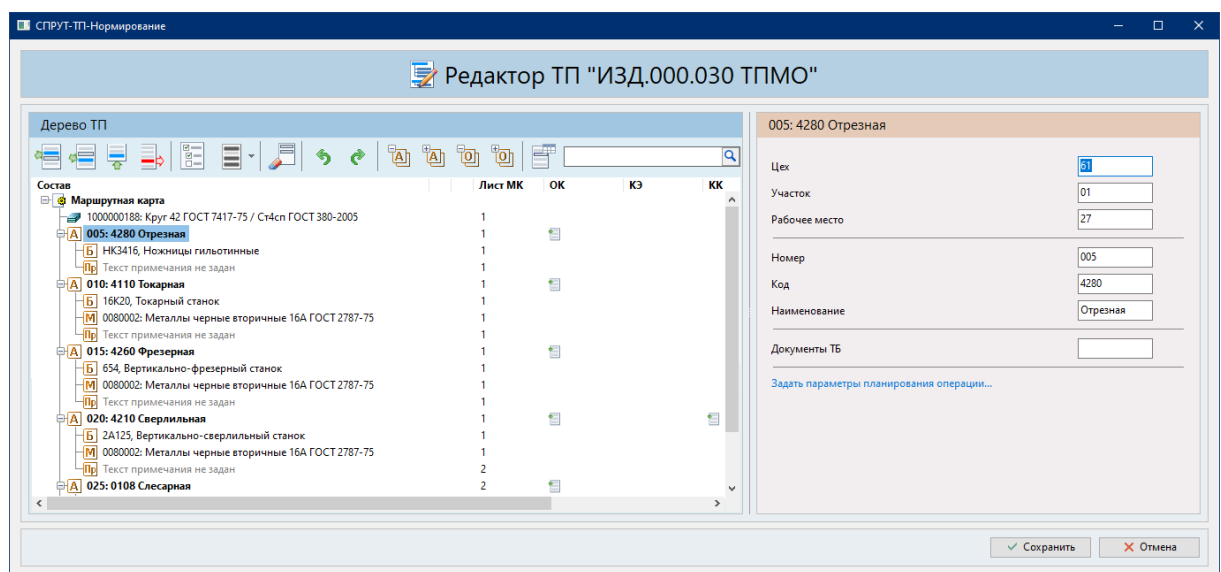 СПРУТ-ТП-Нормирование
Редактор ТП "ИЗД.000.030 ТПМО"
Дерево ТП
Состав Лист МК ОК КЭ КК
Маршрутная карта
1000000188: Круг 42 ГОСТ 7417-75 / Ст4сп ГОСТ 380-2005 1
А 005: 4280 Отрезная 1
Б НК3416, Ножницы гильотинные 1
Пр Текст примечания не задан 1
А 010: 4110 Токарная 1
Б 16К20, Токарный станок 1
М 0080002: Металлы черные вторичные 16А ГОСТ 2787-75 1
Пр Текст примечания не задан 1
А 015: 4260 Фрезерная 1
Б 654, Вертикально-фрезерный станок 1
М 0080002: Металлы черные вторичные 16А ГОСТ 2787-75 1
Пр Текст примечания не задан 1
А 020: 4210 Сверлильная 1
Б 2А125, Вертикально-сверлильный станок 1
М 0080002: Металлы черные вторичные 16А ГОСТ 2787-75 1
Пр Текст примечания не задан 2
А 025: 0108 Слесарная 2
005: 4280 Отрезная
Цех 61
Участок 01
Рабочее место 27
Номер 005
Код 4280
Наименование Отрезная
Документы ТБ
Задать параметры планирования операции...
Сохранить Отмена